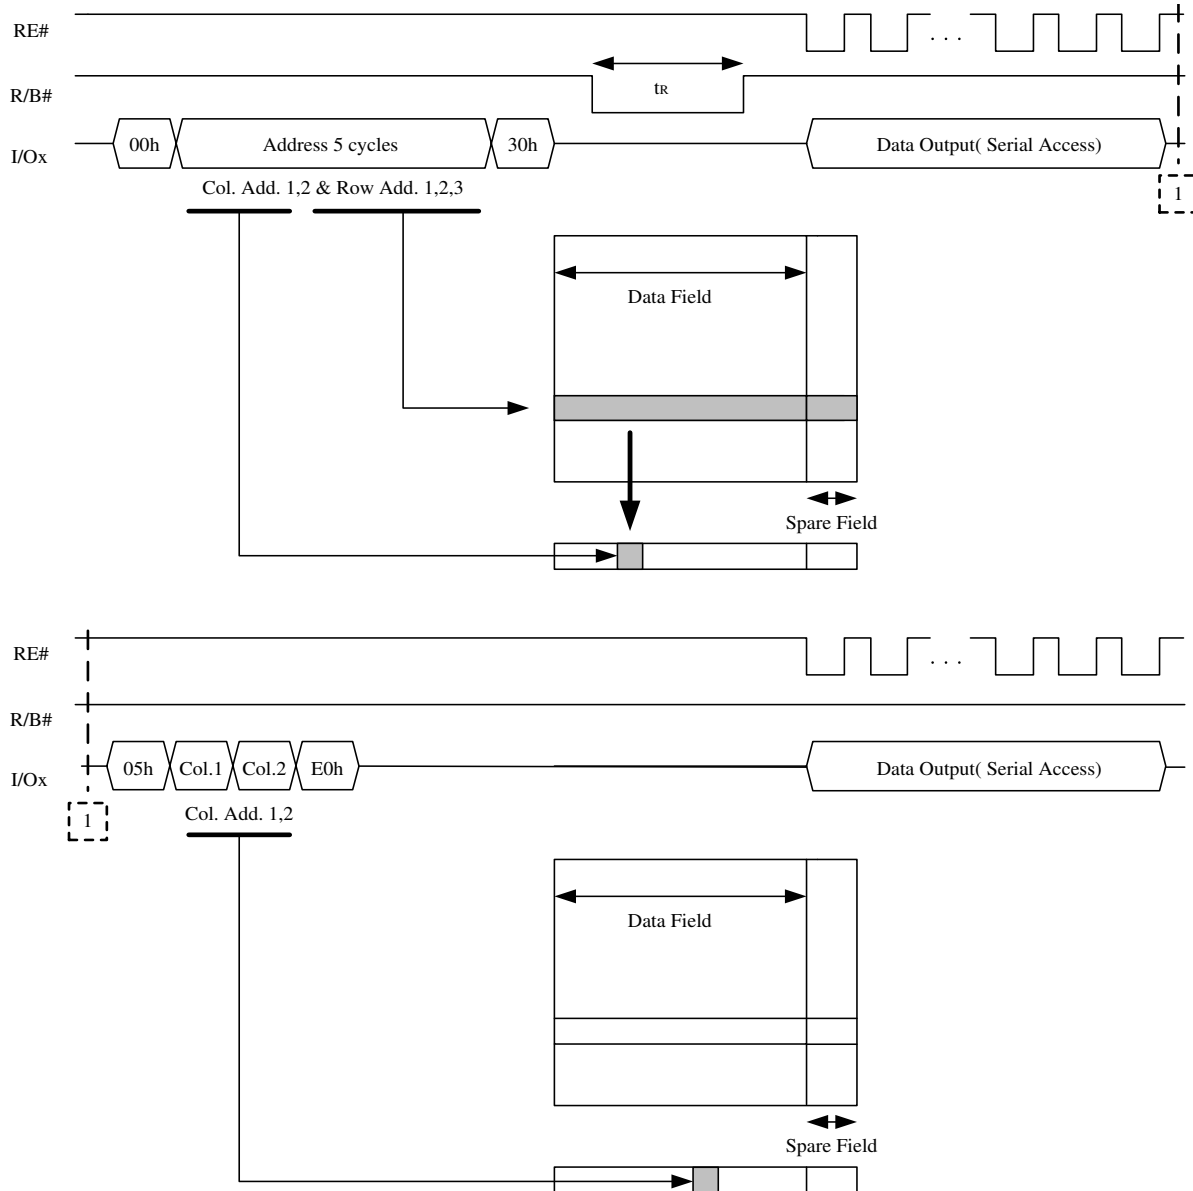 RE#
. . .
R/B#
tR
I/Ox
00h
Address 5 cycles
30h
Data Output( Serial Access)
Col. Add. 1,2 & Row Add. 1,2,3
1
Data Field
Spare Field
RE#
. . .
R/B#
I/Ox
05h
Col.1
Col.2
E0h
Data Output( Serial Access)
1
Col. Add. 1,2
Data Field
Spare Field